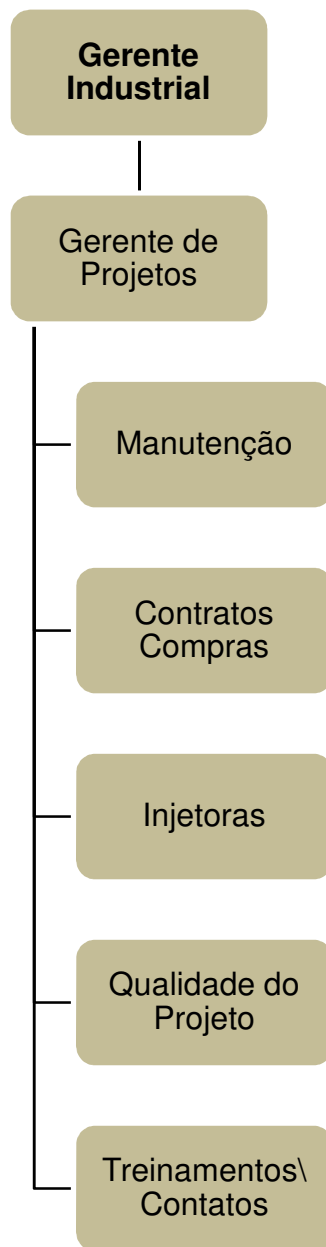 Gerente
Industrial
Gerente de
Projetos
Manutenção
Contratos
Compras
Injetoras
Qualidade do
Projeto
Treinamentos\
Contatos